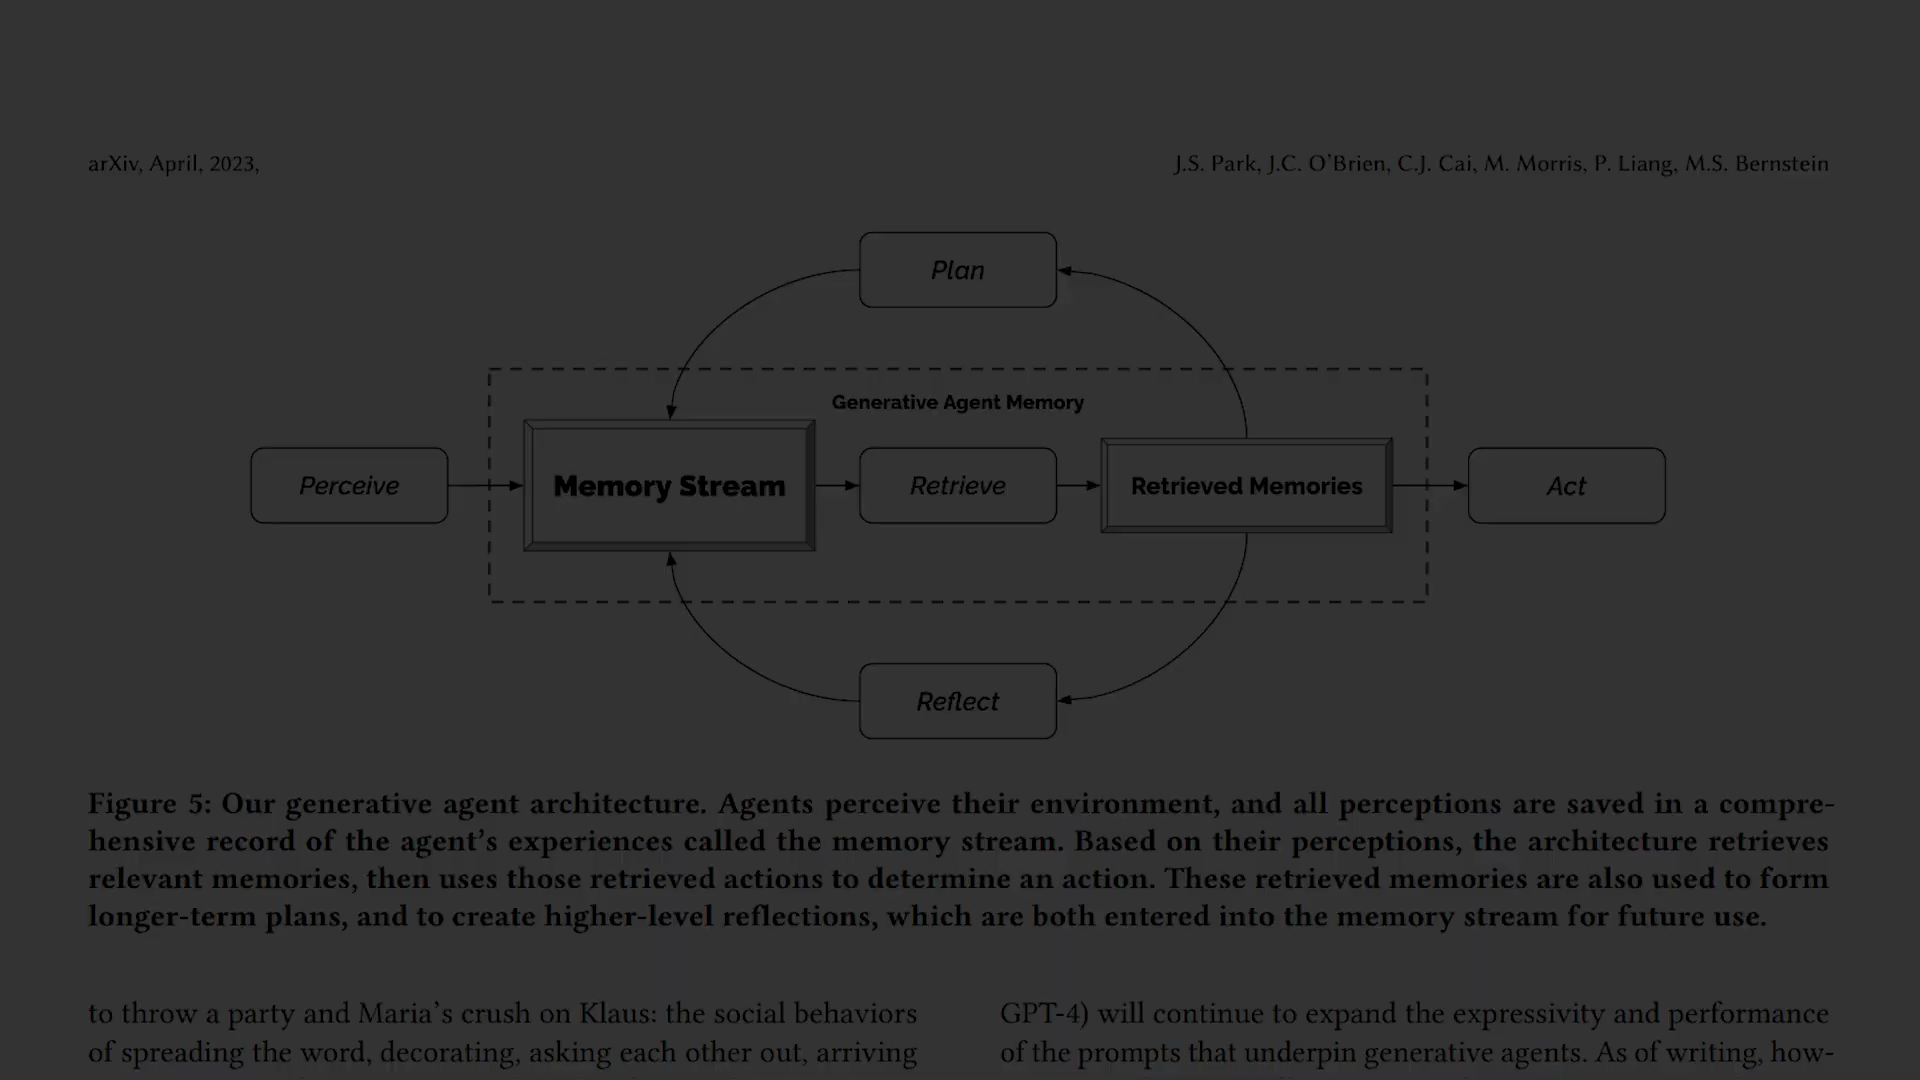 arXiv, April, 2023,
J.S. Park, J.C. O'Brien, C.J. Cai, M. Morris, P. Liang, M.S. Bernstein
Plan
Generative Agent Memory
Perceive
Memory Stream
Retrieve
Retrieved Memories
Act
Reflect
Figure 5: Our generative agent architecture. Agents perceive their environment, and all perceptions are saved in a compre-
hensive record of the agent's experiences called the memory stream. Based on their perceptions, the architecture retrieves
relevant memories, then uses those retrieved actions to determine an action. These retrieved memories are also used to form
longer-term plans, and to create higher-level reflections, which are both entered into the memory stream for future use.
to throw a party and Maria's crush on Klaus: the social behaviors
of spreading the word, decorating, asking each other out, arriving
GPT-4) will continue to expand the expressivity and performance
of the prompts that underpin generative agents. As of writing, how-